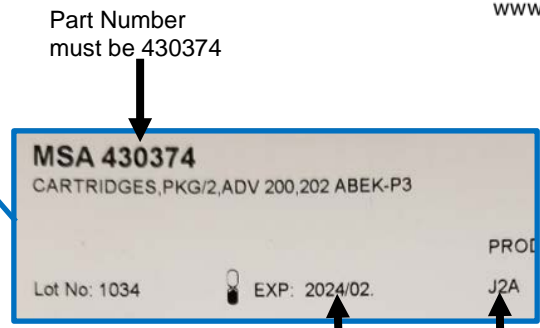 www
Part Number
must be 430374
MSA 430374
CARTRIDGES,PKG/2,ADV 200,202 ABEK-P3
PROD
Lot No: 1034 EXP: 2024/02. J2A